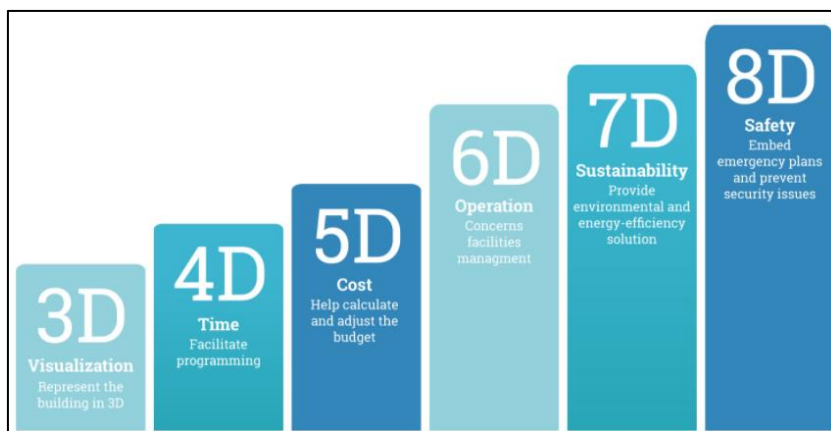 3D
Visualization
Represent the
building in 3D
4D
Time
Facilitate
programming
5D
Cost
Help calculate
and adjust the
budget
6D
Operation
Concerns
facilities
managment
7D
Sustainability
Provide
environmental and
energy-efficiency
solution
8D
Safety
Embed
emergency plans
and prevent
security issues